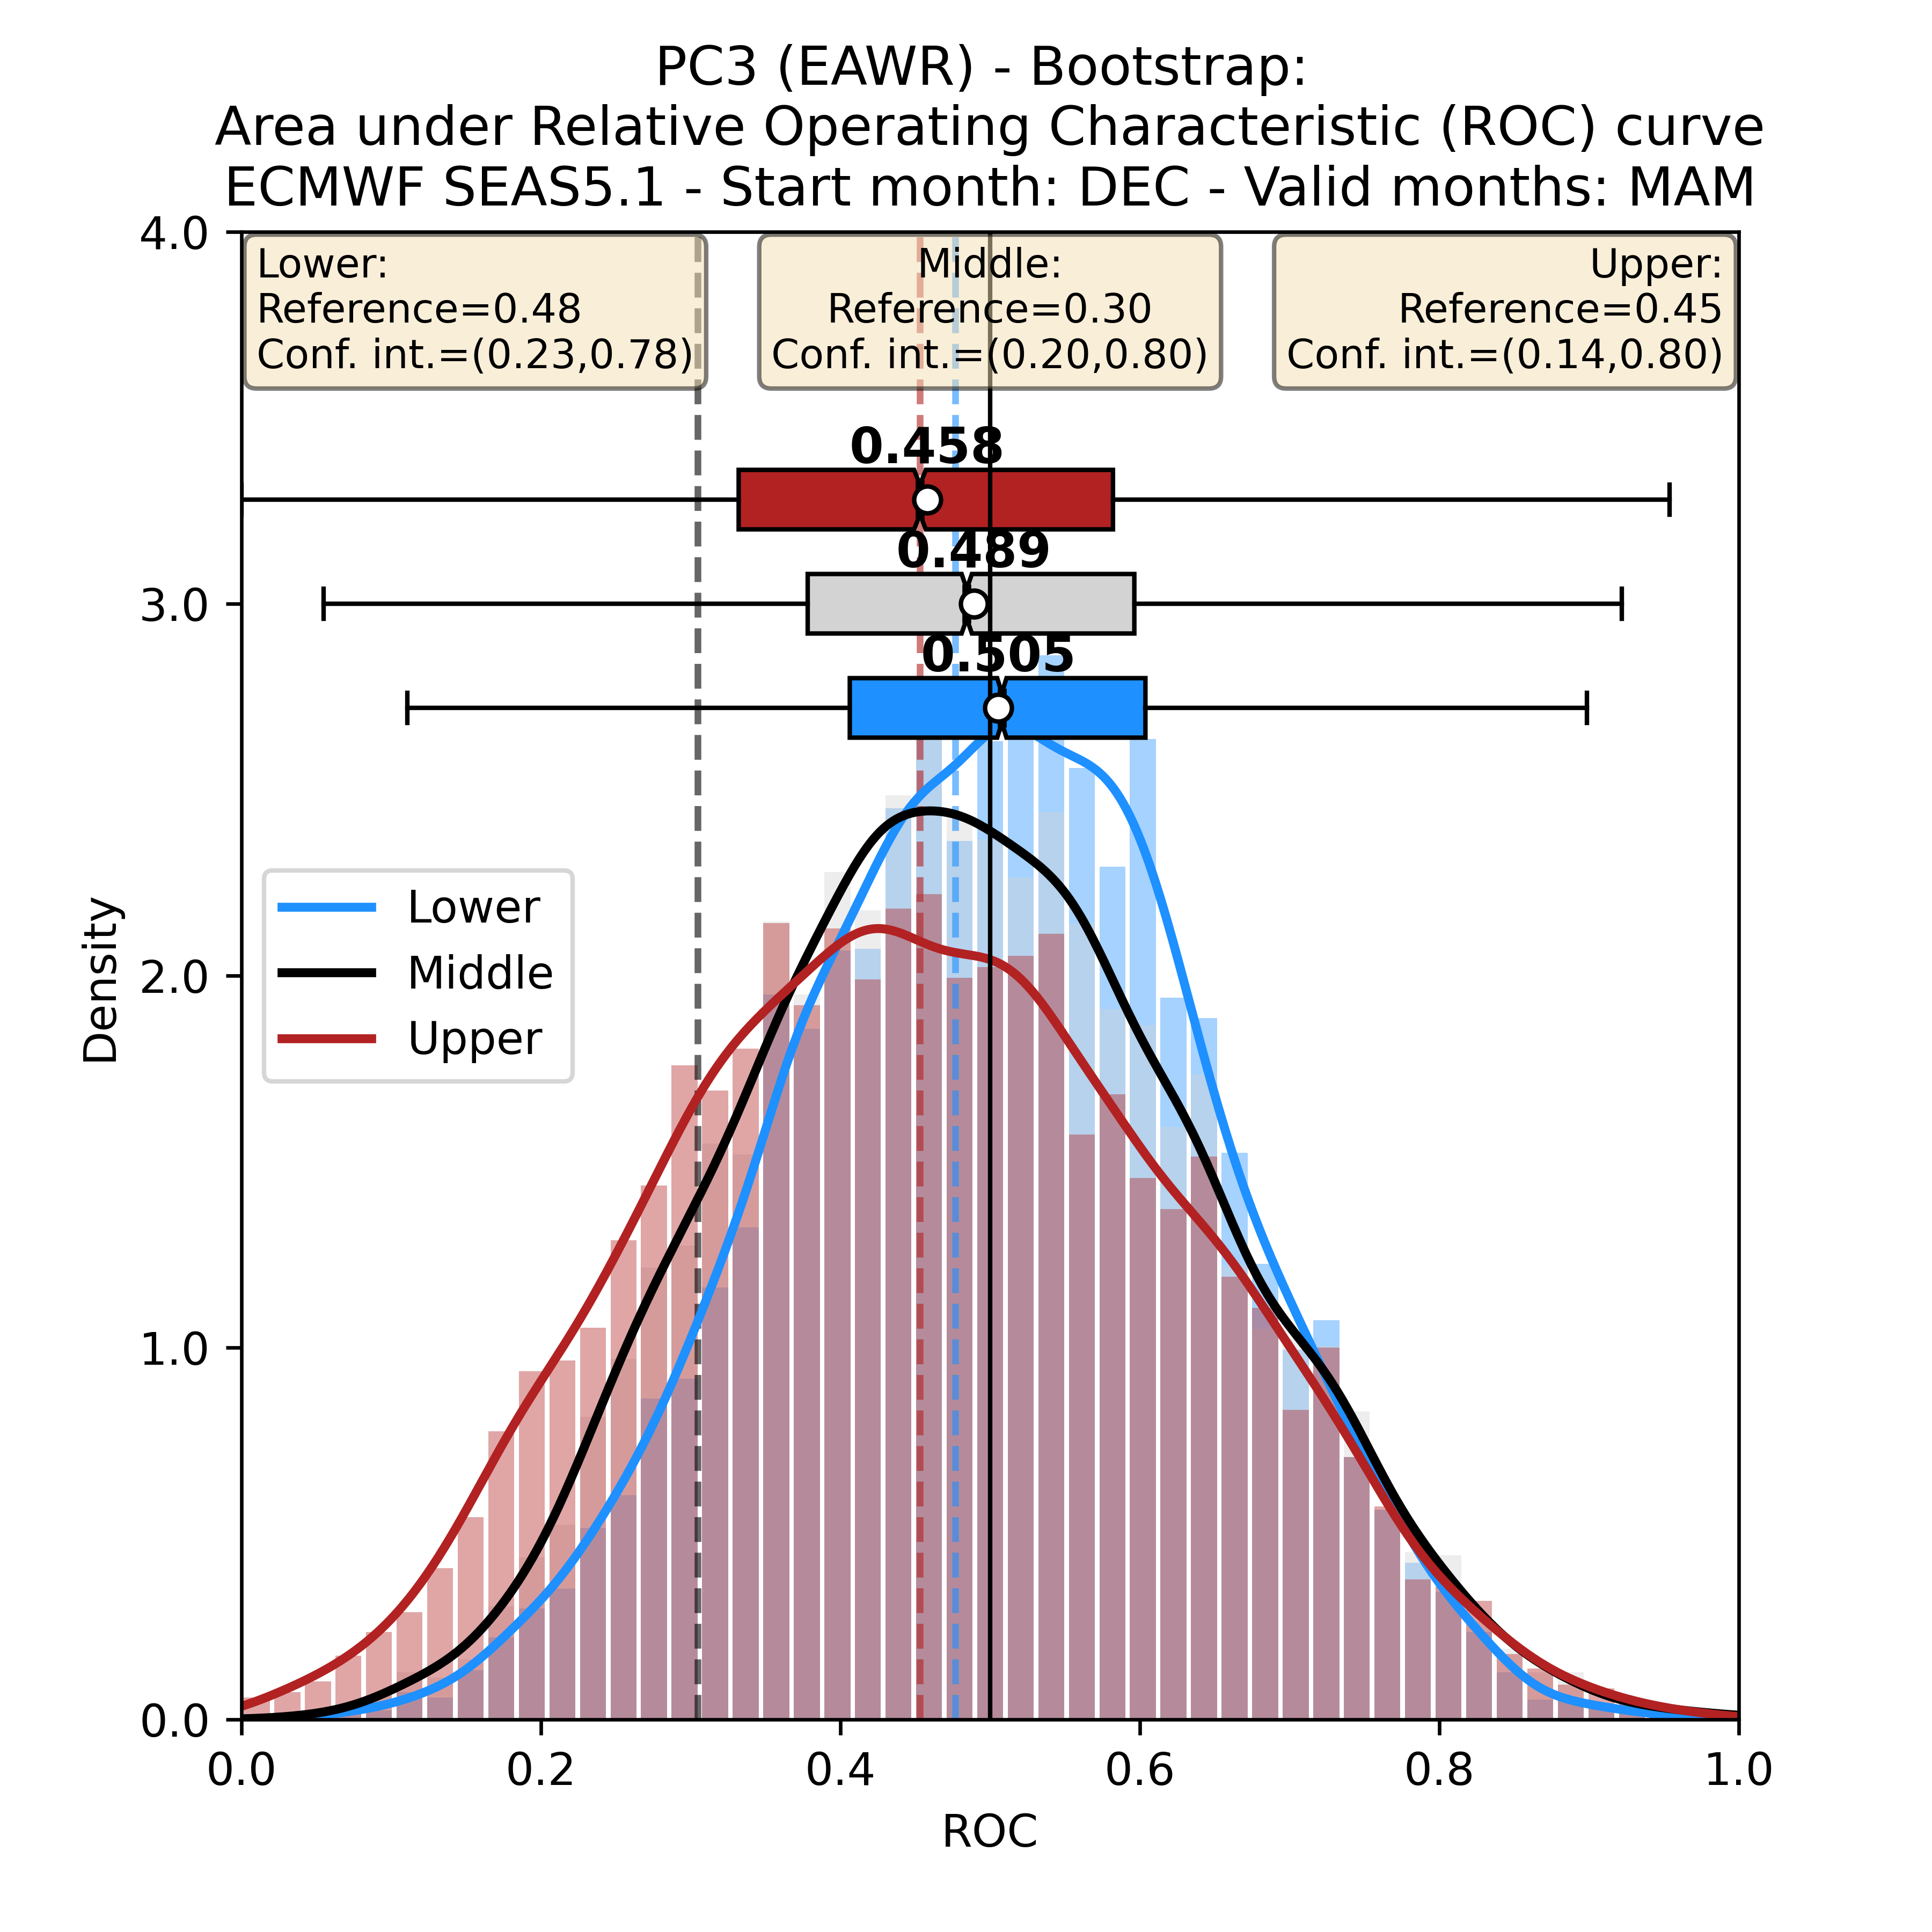 PC3 (EAWR) - Bootstrap:
Area under Relative Operating Characteristic (ROC) curve
ECMWF SEAS5.1 - Start month: DEC - Valid months: MAM
Lower:
Reference=0.48
Conf. int.=(0.23,0.78)
Middle:
Reference=0.30
Conf. int.=(0.20,0.80)
Upper:
Reference=0.45
Conf. int.=(0.14,0.80)
0.458
0.489
0.505
Lower
Middle
Upper
Density
4.0
3.0
2.0
1.0
0.0
0.0 0.2 0.4 0.6 0.8 1.0
ROC